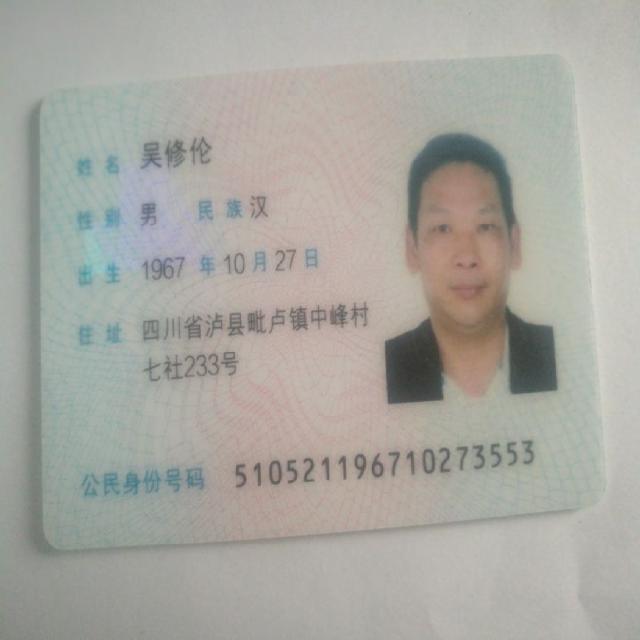 姓名 吴修伦
性别 男 民族 汉
出生 1967 年 10 月 27 日
住址 四川省泸县毗卢镇中峰村
七社233号
公民身份号码 510521196710273553